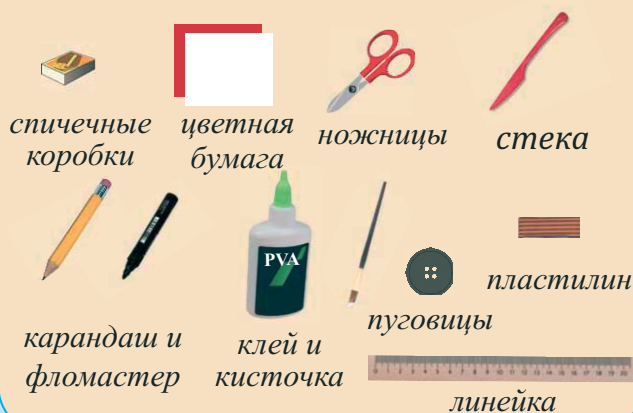 спичечные
коробки
цветная
бумага
ножницы
стека
карандаш и
фломастер
PVA
клей и
кисточка
пуговицы
пластилин
линейка